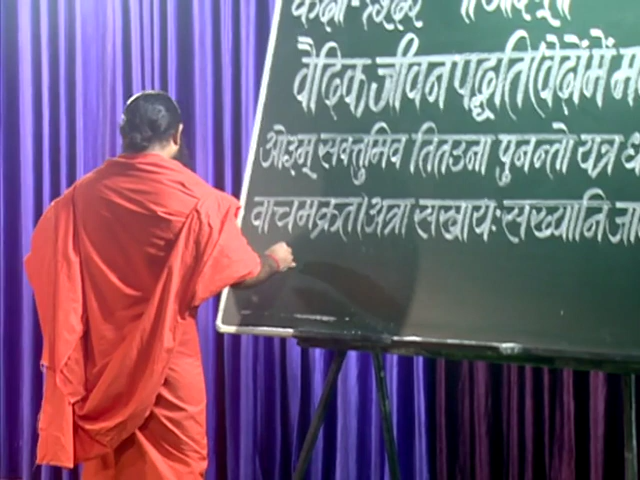 वैदिक जीवन पद्धति (वेदों में
ओ३म् सक्तुमिव तितउना पुनन्तो यत्र
वाचमक्रत। अत्रा सखायः सख्यानि